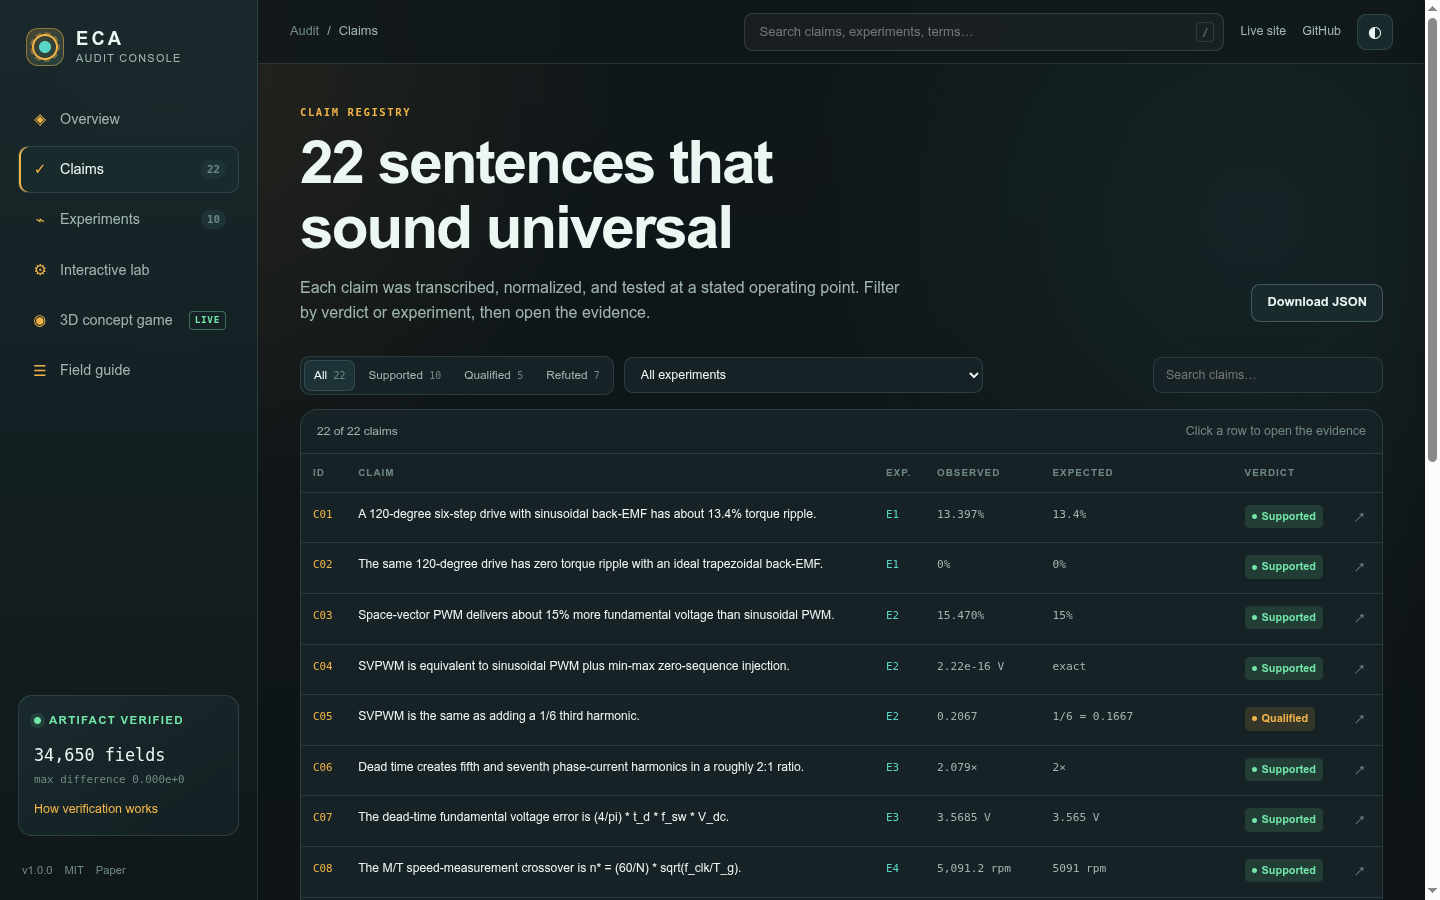 ECA
AUDIT CONSOLE
Overview
Claims 22
Experiments 10
Interactive lab
3D concept game LIVE
Field guide
ARTIFACT VERIFIED
34,650 fields
max difference 0.000e+0
How verification works
v1.0.0 MIT Paper
Audit / Claims
Search claims, experiments, terms… /
Live site GitHub
CLAIM REGISTRY
22 sentences that
sound universal
Each claim was transcribed, normalized, and tested at a stated operating point. Filter
by verdict or experiment, then open the evidence.
Download JSON
All 22 Supported 10 Qualified 5 Refuted 7 All experiments Search claims…
22 of 22 claims Click a row to open the evidence
ID CLAIM EXP. OBSERVED EXPECTED VERDICT
C01 A 120-degree six-step drive with sinusoidal back-EMF has about 13.4% torque ripple. E1 13.397% 13.4% Supported ↗
C02 The same 120-degree drive has zero torque ripple with an ideal trapezoidal back-EMF. E1 0% 0% Supported ↗
C03 Space-vector PWM delivers about 15% more fundamental voltage than sinusoidal PWM. E2 15.470% 15% Supported ↗
C04 SVPWM is equivalent to sinusoidal PWM plus min-max zero-sequence injection. E2 2.22e-16 V exact Supported ↗
C05 SVPWM is the same as adding a 1/6 third harmonic. E2 0.2067 1/6 = 0.1667 Qualified ↗
C06 Dead time creates fifth and seventh phase-current harmonics in a roughly 2:1 ratio. E3 2.079× 2× Supported ↗
C07 The dead-time fundamental voltage error is (4/pi) * t_d * f_sw * V_dc. E3 3.5685 V 3.565 V Supported ↗
C08 The M/T speed-measurement crossover is n* = (60/N) * sqrt(f_clk/T_g). E4 5,091.2 rpm 5091 rpm Supported ↗